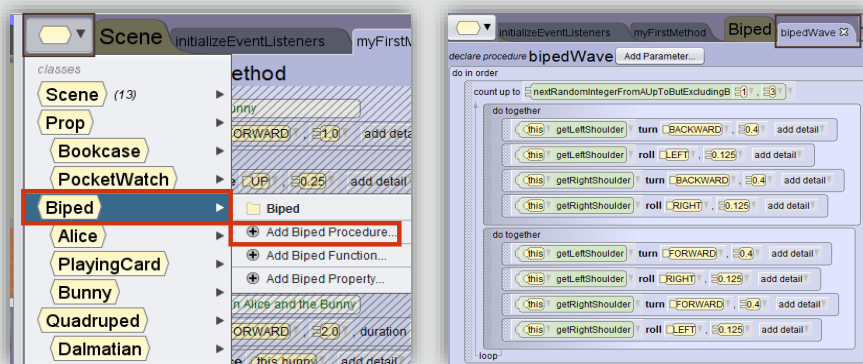 Scene initializeEventListeners myFirstM
classes
ethod
Scene (13)
unny
Prop
ORWARD , 1.0 add deta
Bookcase
PocketWatch
UP , 0.25 add detail
Biped
Biped
Alice
Add Biped Procedure...
PlayingCard
Add Biped Function...
Bunny
Add Biped Property...
n Alice and the Bunny
Quadruped
ORWARD , 2.0 , duration
Dalmatian
this bunny add detail
initializeEventListeners myFirstMethod Biped bipedWave
declare procedure bipedWave Add Parameter...
do in order
count up to nextRandomIntegerFromAUpToButExcludingB 1 , 3
do together
this getLeftShoulder turn BACKWARD , 0.4 add detail
this getLeftShoulder roll LEFT , 0.125 add detail
this getRightShoulder turn BACKWARD , 0.4 add detail
this getRightShoulder roll RIGHT , 0.125 add detail
do together
this getLeftShoulder turn FORWARD , 0.4 add detail
this getLeftShoulder roll RIGHT , 0.125 add detail
this getRightShoulder turn FORWARD , 0.4 add detail
this getRightShoulder roll LEFT , 0.125 add detail
loop